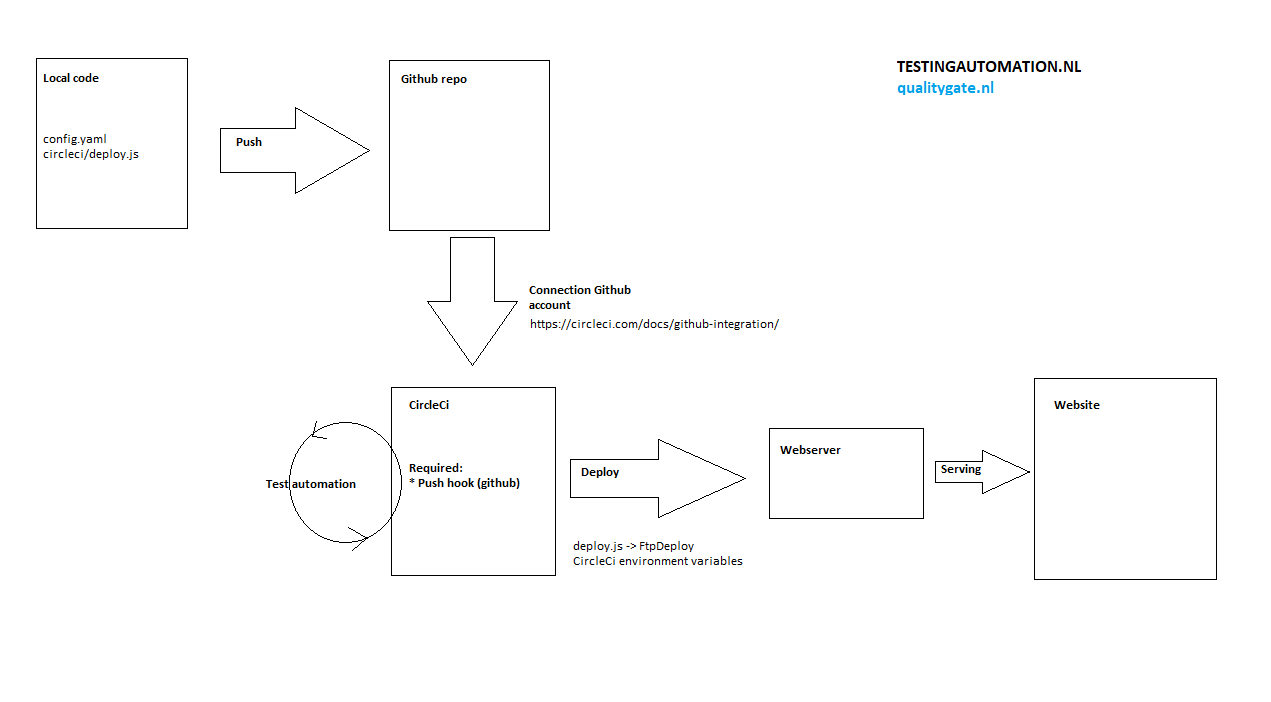 Local code
config.yaml
circleci/deploy.js
Push
Github repo
TESTINGAUTOMATION.NL
qualitygate.nl
Connection Github
account
https://circleci.com/docs/github-integration/
Test automation
CircleCi
Required:
* Push hook (github)
Deploy
deploy.js -> FtpDeploy
CircleCi environment variables
Webserver
Serving
Website